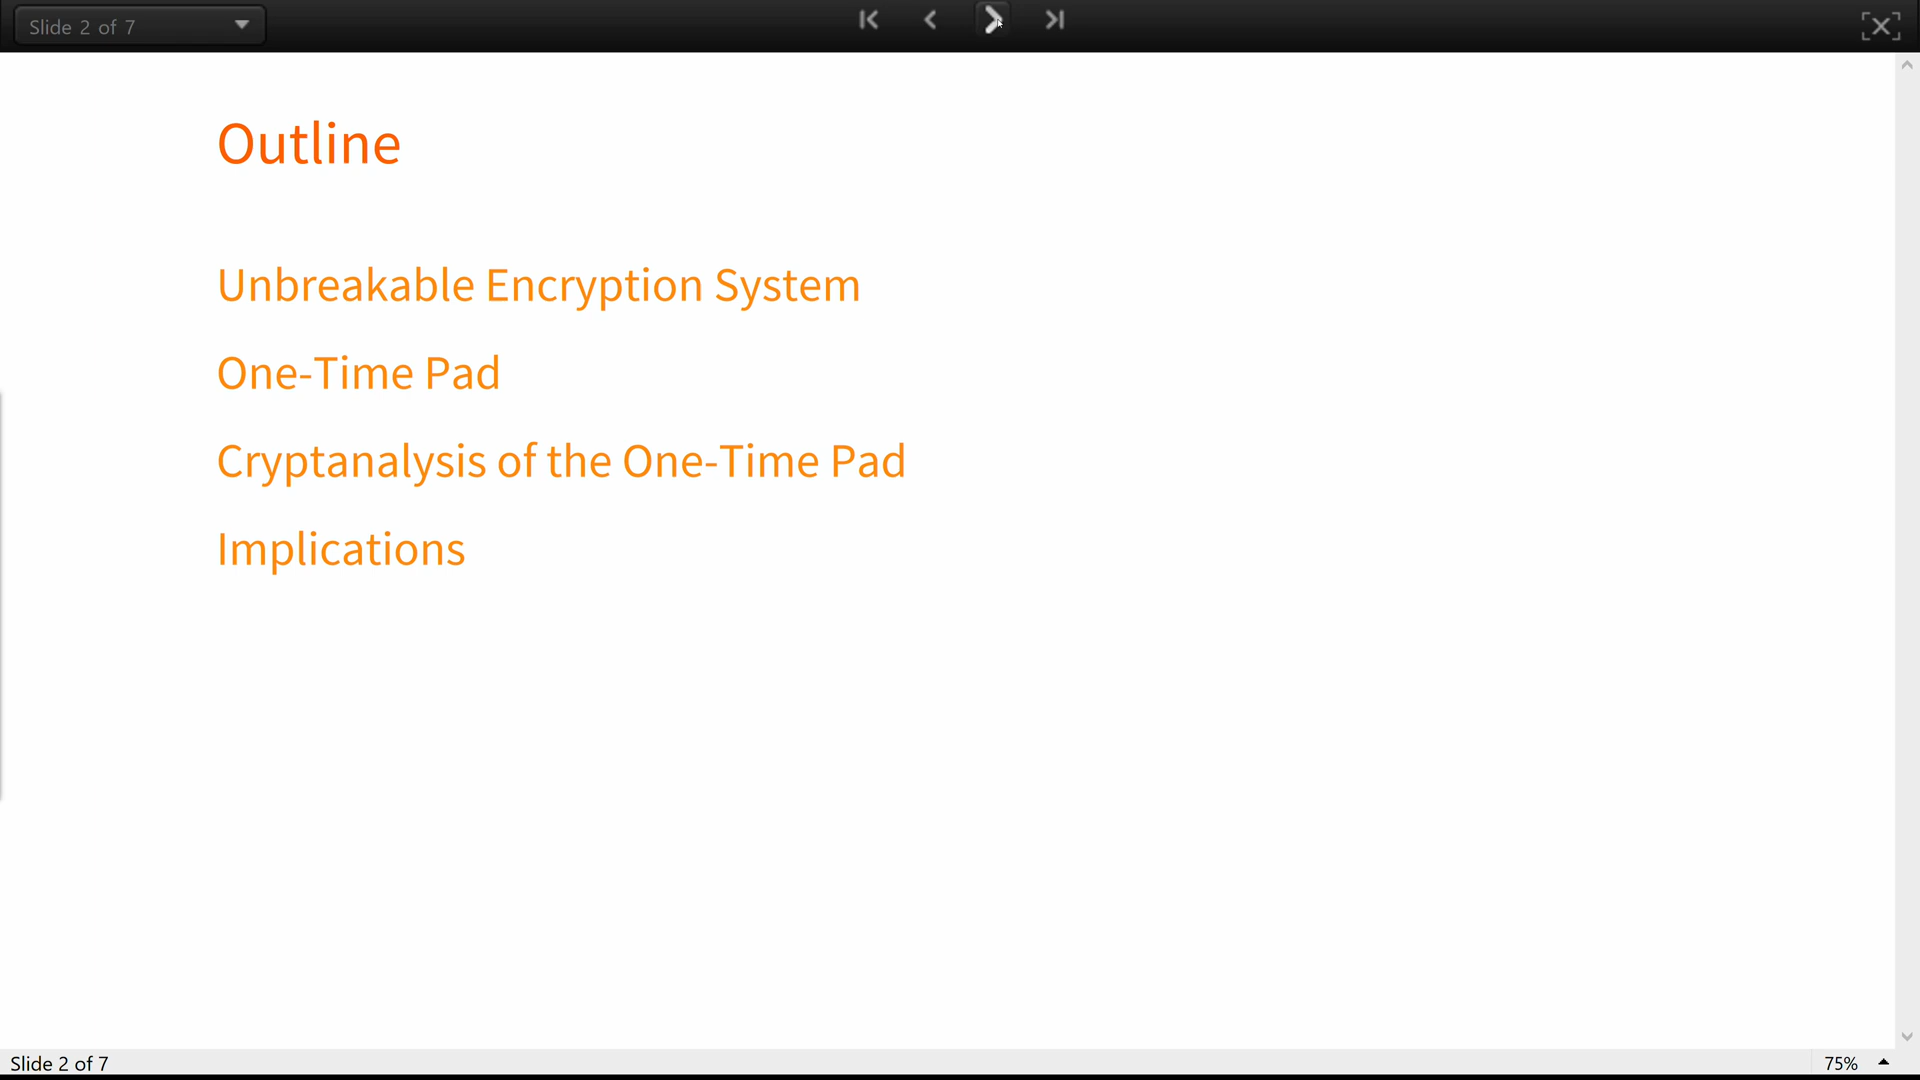 Slide 2 of 7
Outline
Unbreakable Encryption System
One-Time Pad
Cryptanalysis of the One-Time Pad
Implications
Slide 2 of 7
75%